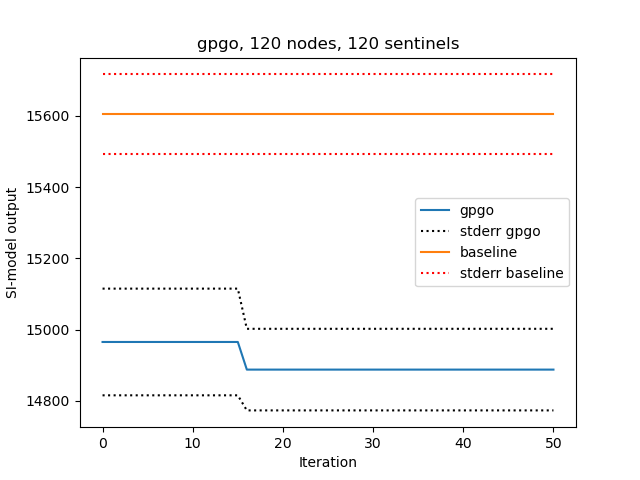 gpgo, 120 nodes, 120 sentinels
15600
15400
15200
15000
14800
SI-model output
gpgo
stderr gpgo
baseline
stderr baseline
0 10 20 30 40 50
Iteration